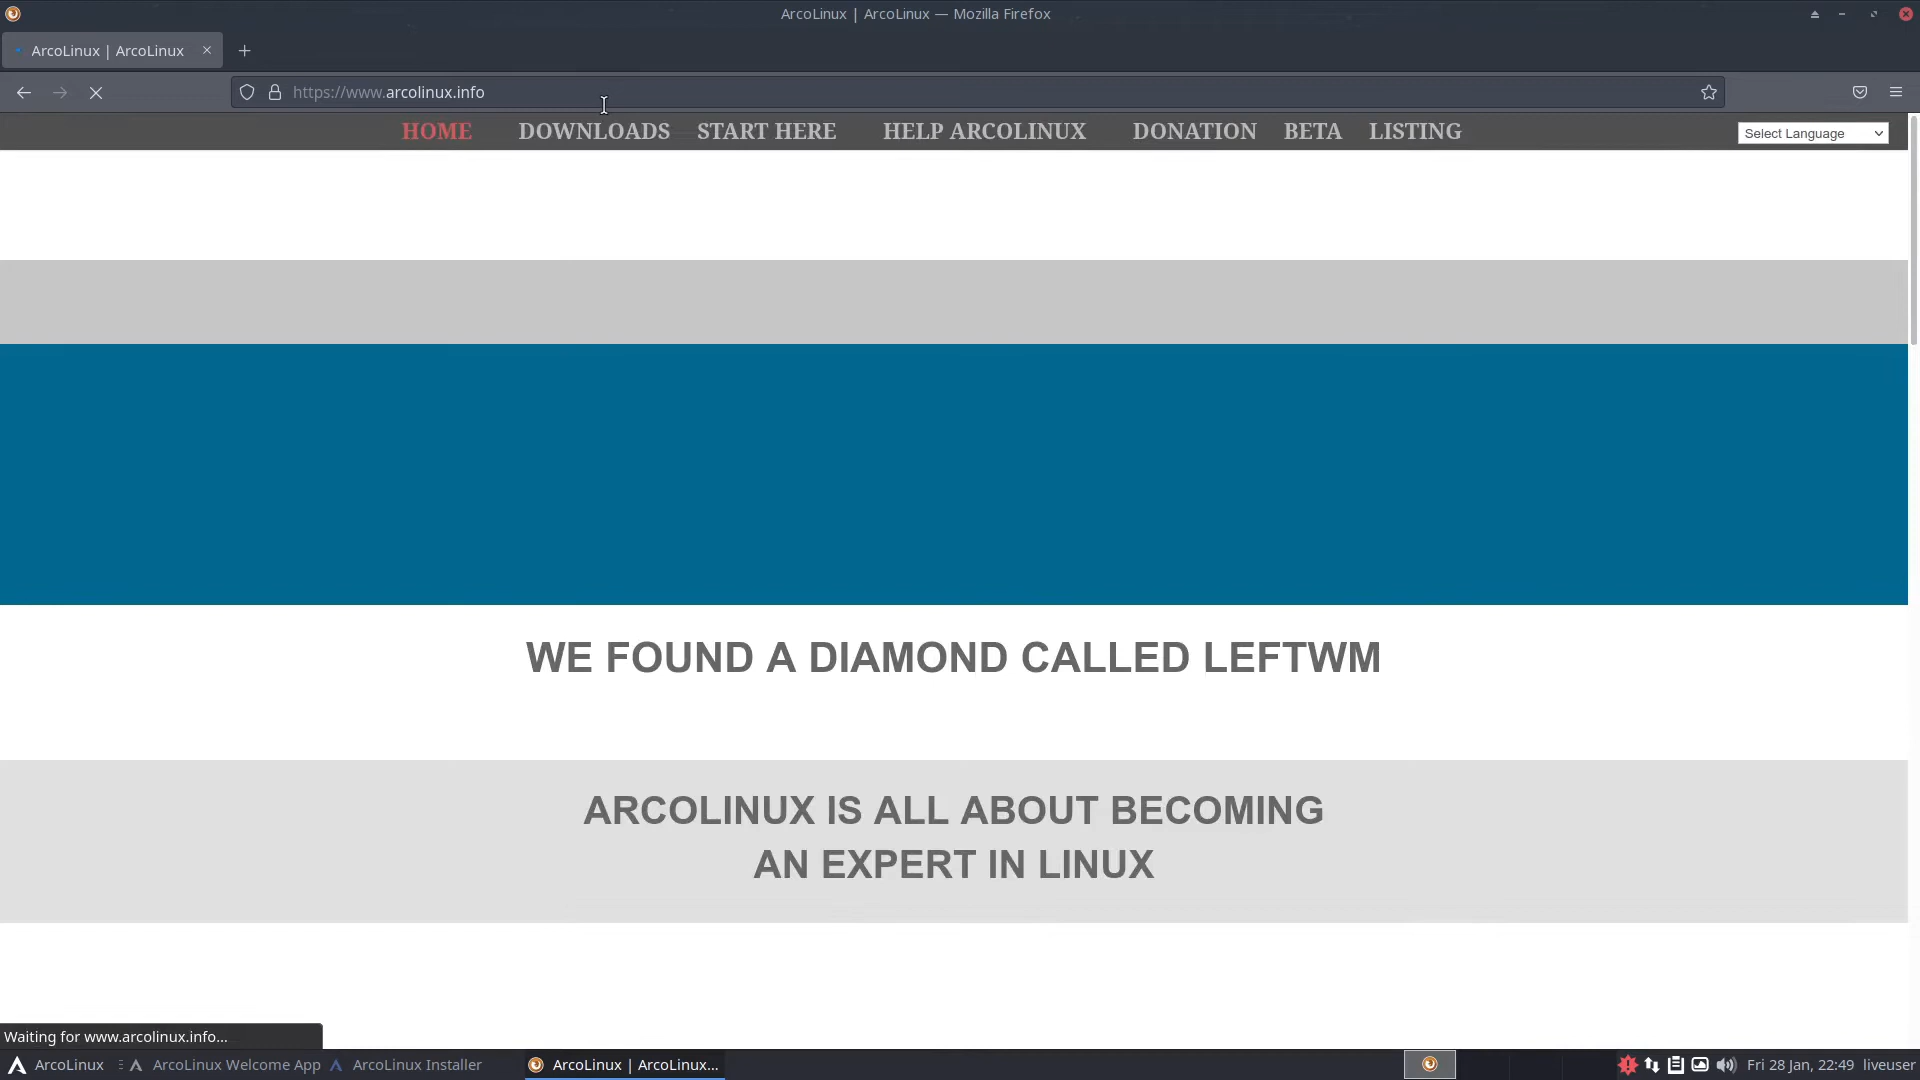 ArcoLinux | ArcoLinux — Mozilla Firefox
ArcoLinux | ArcoLinux
https://www.arcolinux.info
HOME DOWNLOADS START HERE HELP ARCOLINUX DONATION BETA LISTING
Select Language
WE FOUND A DIAMOND CALLED LEFTWM
ARCOLINUX IS ALL ABOUT BECOMING
AN EXPERT IN LINUX
Waiting for www.arcolinux.info...
ArcoLinux ArcoLinux Welcome App ArcoLinux Installer ArcoLinux | ArcoLinux... Fri 28 Jan, 22:49 liveuser